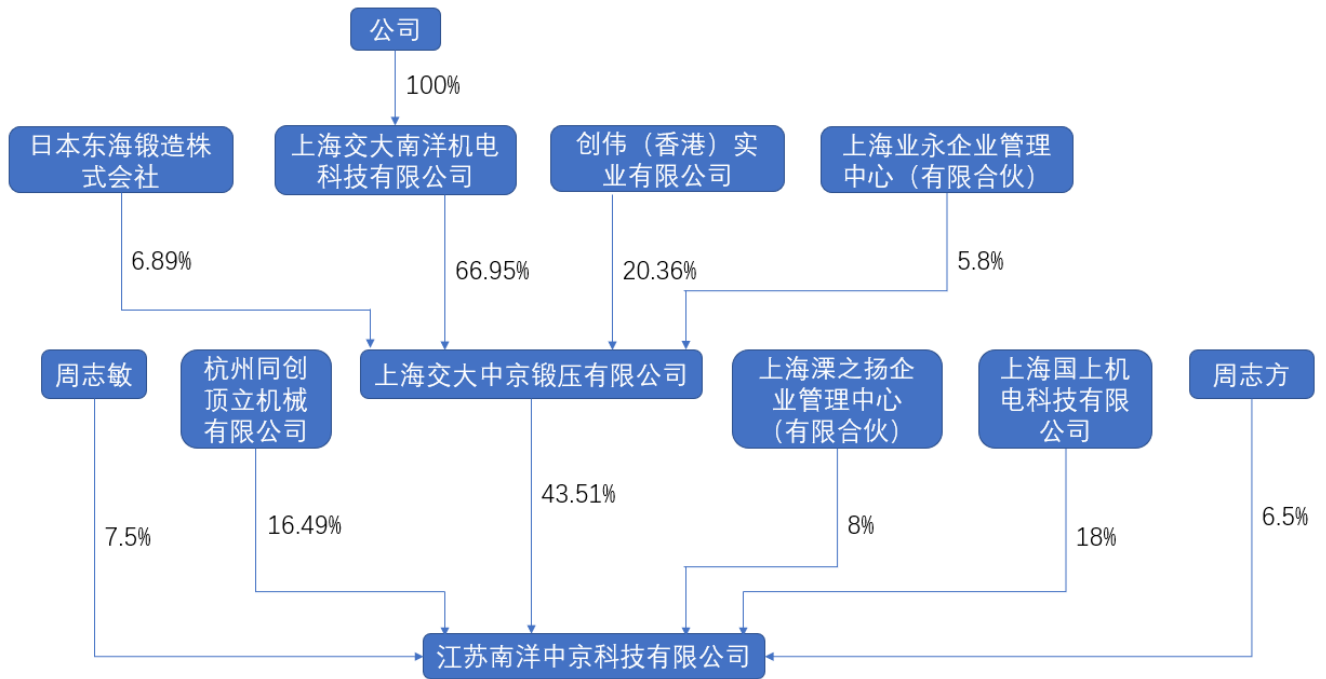 公司
100%
日本东海锻造株
式会社
上海交大南洋机电
科技有限公司
创伟（香港）实
业有限公司
上海业永企业管理
中心（有限合伙）
6.89%
66.95%
20.36%
5.8%
周志敏
杭州同创
顶立机械
有限公司
上海交大中京锻压有限公司
上海溧之扬企
业管理中心
（有限合伙）
上海国上机
电科技有限
公司
周志方
7.5%
16.49%
43.51%
8%
18%
6.5%
江苏南洋中京科技有限公司